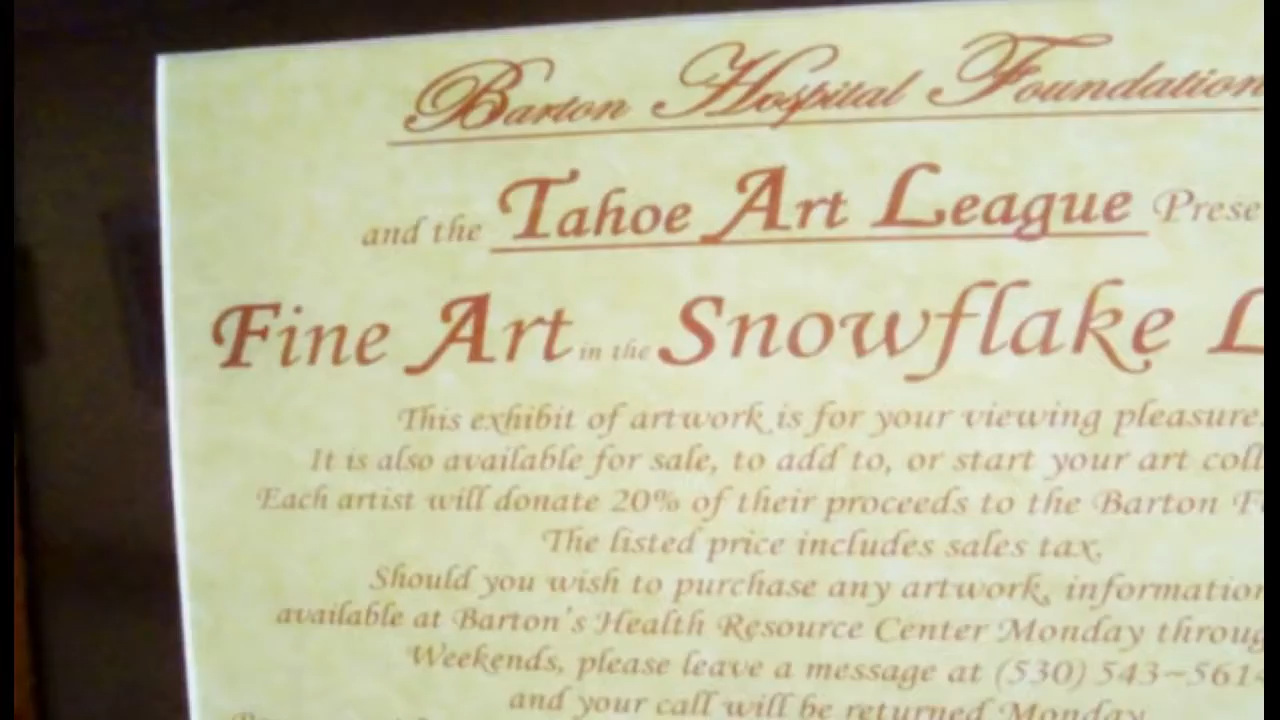 Barton Hospital Foundation
and the Tahoe Art League
Fine Art in the Snowflake
This exhibit of artwork is for your viewing pleasure.
It is also available for sale, to add to, or start your art
Each artist will donate 20% of their proceeds to the Barton
The listed price includes sales tax.
Should you wish to purchase any artwork, information
available at Barton's Health Resource Center Monday
Weekends, please leave a message at (530) 543-561
and your call will be returned Monday